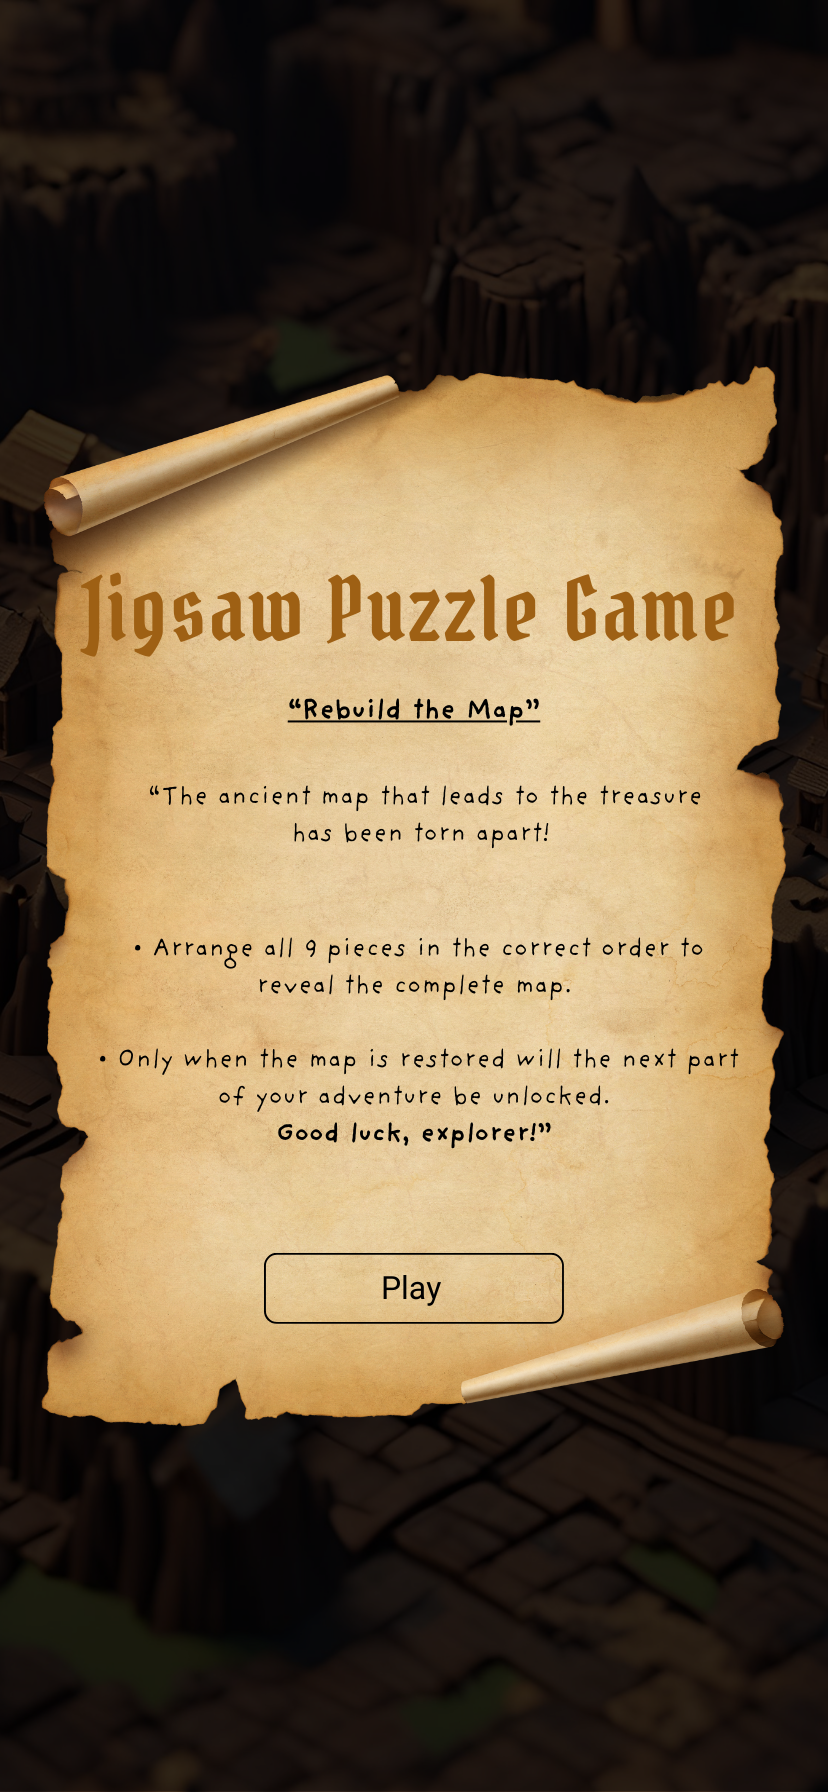 Jigsaw Puzzle Game
“Rebuild the Map”
“The ancient map that leads to the treasure
has been torn apart!
• Arrange all 9 pieces in the correct order to
reveal the complete map.
• Only when the map is restored will the next part
of your adventure be unlocked.
Good luck, explorer!”
Play